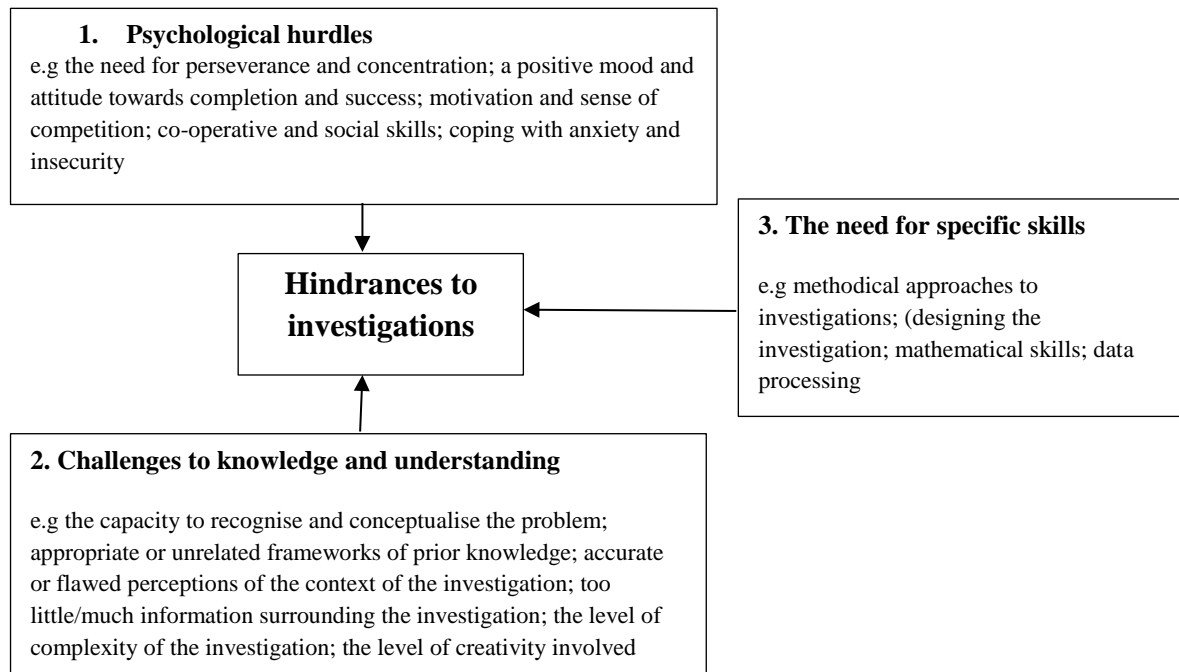 1. Psychological hurdles
e.g the need for perseverance and concentration; a positive mood and
attitude towards completion and success; motivation and sense of
competition; co-operative and social skills; coping with anxiety and
insecurity
Hindrances to
investigations
3. The need for specific skills
e.g methodical approaches to
investigations; (designing the
investigation; mathematical skills; data
processing
2. Challenges to knowledge and understanding
e.g the capacity to recognise and conceptualise the problem;
appropriate or unrelated frameworks of prior knowledge; accurate
or flawed perceptions of the context of the investigation; too
little/much information surrounding the investigation; the level of
complexity of the investigation; the level of creativity involved